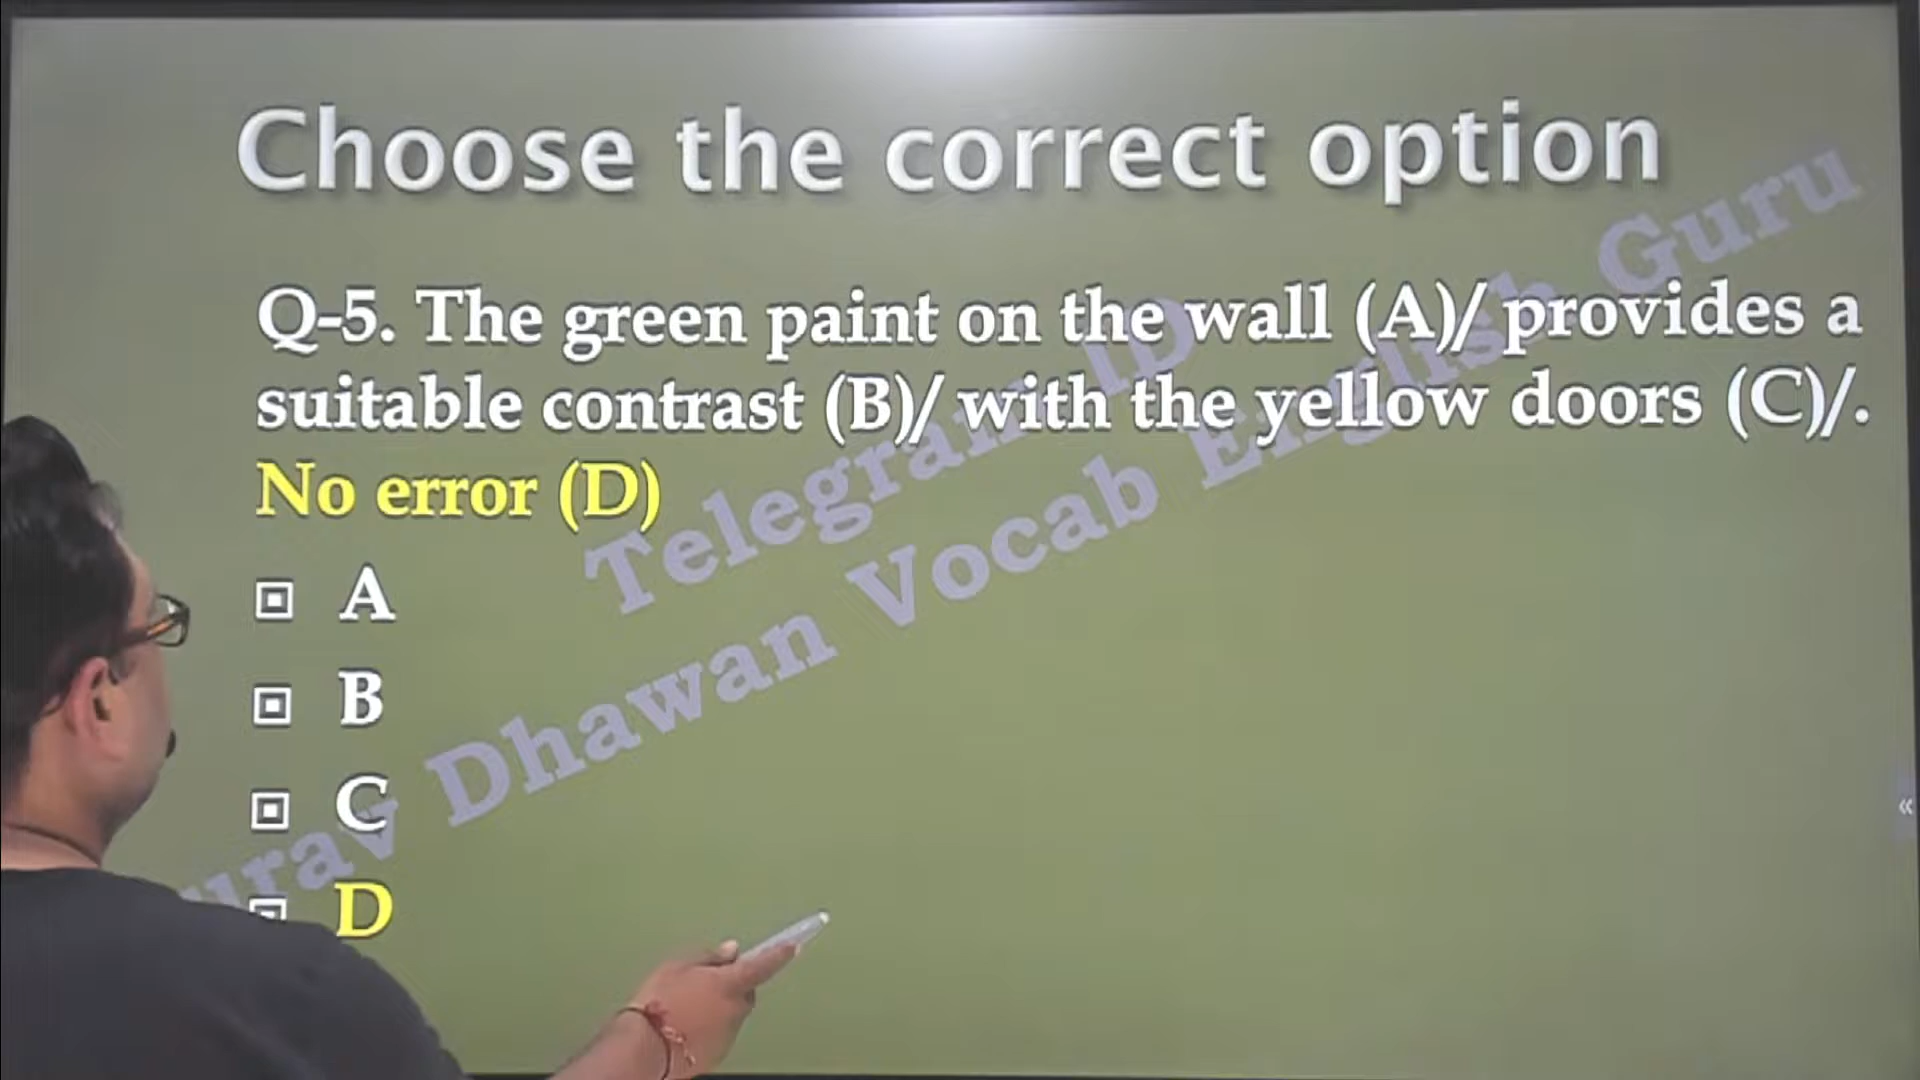 Choose the correct option
Q-5. The green paint on the wall (A)/ provides a
suitable contrast (B)/ with the yellow doors (C)/.
No error (D)
A
B
C
D
Telegram ID
Dhawan Vocab English Guru
«